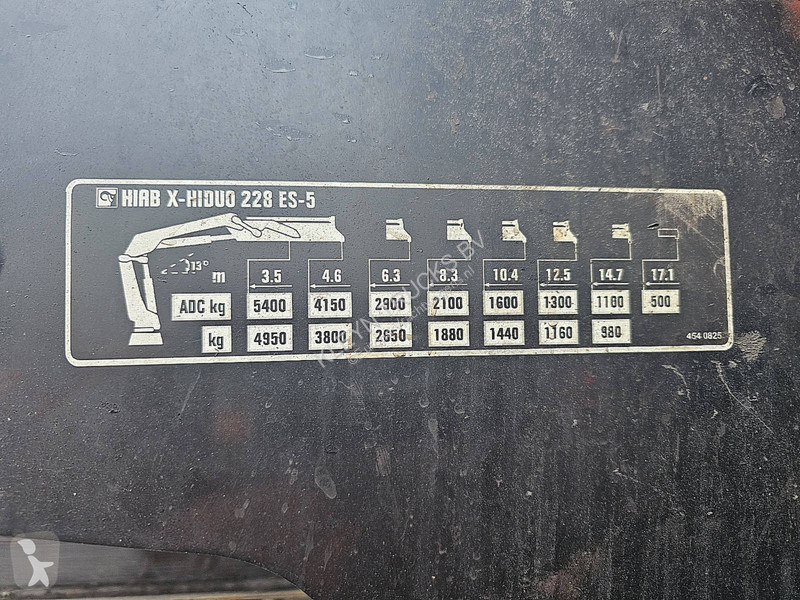 HIAB X-HIDUO 228 ES-5
13°
m 3.5 4.6 6.3 8.3 10.4 12.5 14.7 17.1
ADC kg 5400 4150 2900 2100 1600 1300 1100 500
kg 4950 3800 2650 1880 1440 1160 980
454 0825